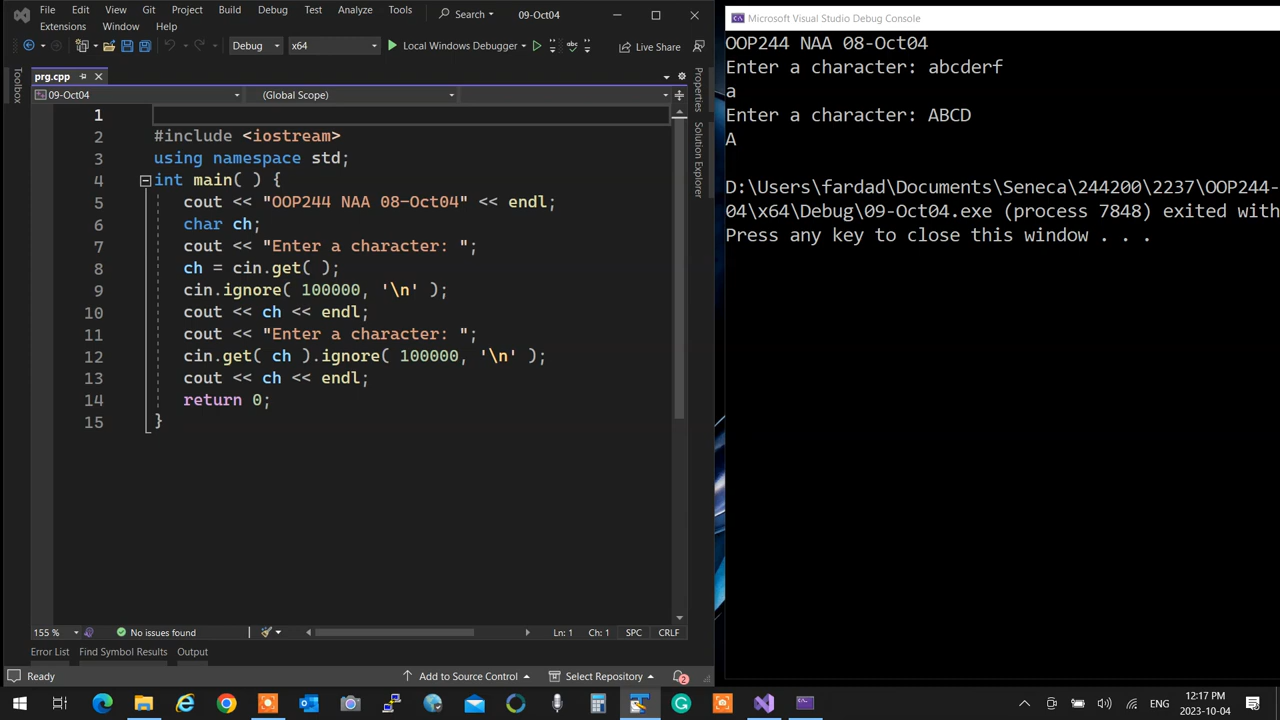 File Edit View Git Project Build Debug Test Analyze Tools Search 09-Oct04
Extensions Window Help
Debug x64 Local Windows Debugger Live Share
prg.cpp
09-Oct04 (Global Scope)
Toolbox
Properties
Solution Explorer
1
2 #include <iostream>
3 using namespace std;
4 int main( ) {
5 cout << "OOP244 NAA 08-Oct04" << endl;
6 char ch;
7 cout << "Enter a character: ";
8 ch = cin.get( );
9 cin.ignore( 100000, '\n' );
10 cout << ch << endl;
11 cout << "Enter a character: ";
12 cin.get( ch ).ignore( 100000, '\n' );
13 cout << ch << endl;
14 return 0;
15 }
155 % No issues found Ln: 1 Ch: 1 SPC CRLF
Error List Find Symbol Results Output
Ready Add to Source Control Select Repository 2
Microsoft Visual Studio Debug Console
OOP244 NAA 08-Oct04
Enter a character: abcderf
a
Enter a character: ABCD
A
D:\Users\fardad\Documents\Seneca\244200\2237\OOP244-
04\x64\Debug\09-Oct04.exe (process 7848) exited with
Press any key to close this window . . .
ENG
12:17 PM
2023-10-04